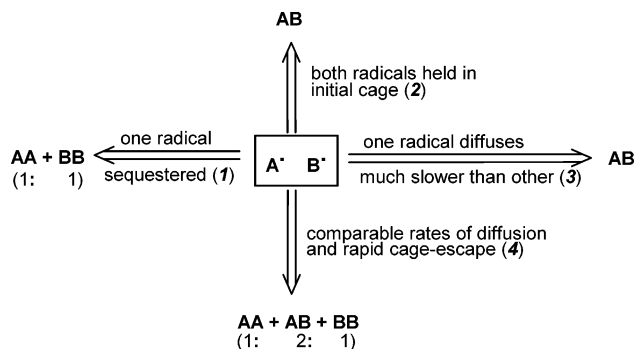 AB
both radicals held in
initial cage (2)
one radical
AA + BB
(1: 1)
sequestered (1)
A· B·
one radical diffuses
AB
much slower than other (3)
comparable rates of diffusion
and rapid cage-escape (4)
AA + AB + BB
(1: 2: 1)